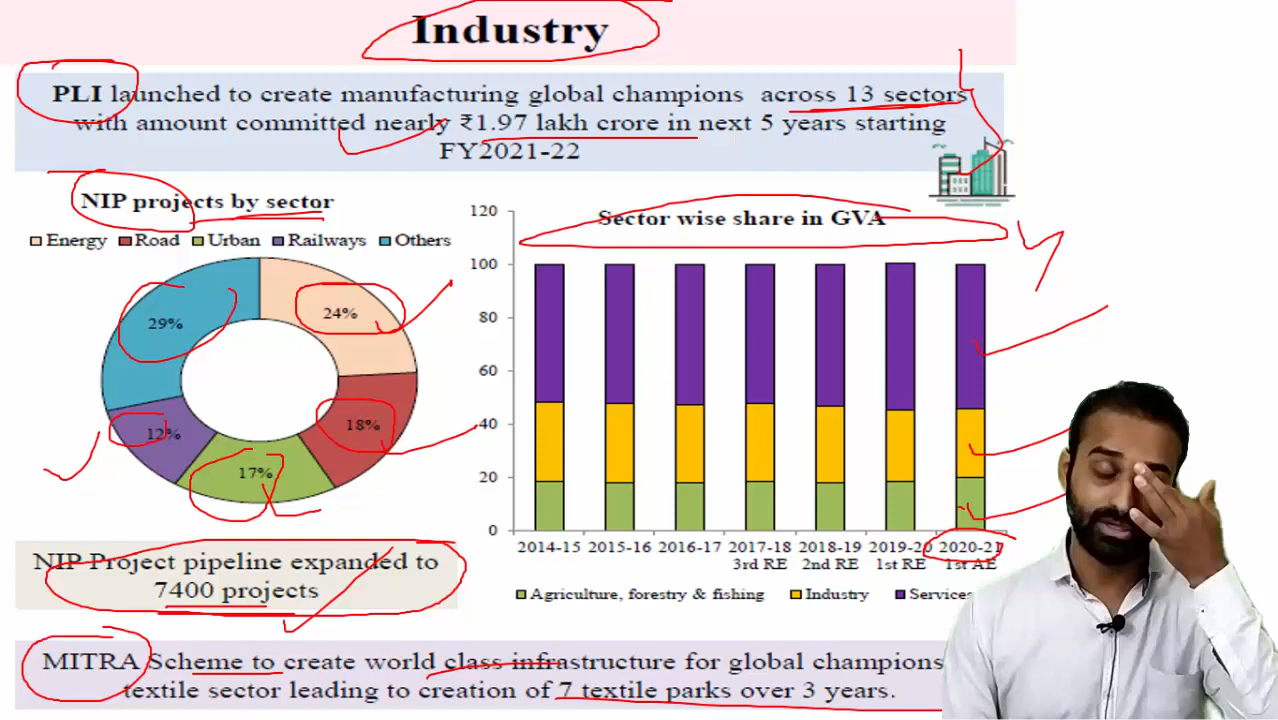 Industry
PLI launched to create manufacturing global champions across 13 sectors
with amount committed nearly ₹1.97 lakh crore in next 5 years starting
FY2021-22
NIP projects by sector
Energy Road Urban Railways Others
29%
24%
18%
17%
12%
Sector wise share in GVA
120
100
80
60
40
20
0
2014-15 2015-16 2016-17 2017-18 2018-19 2019-20 2020-21
3rd RE 2nd RE 1st RE 1st AE
Agriculture, forestry & fishing Industry Services
NIP Project pipeline expanded to
7400 projects
MITRA Scheme to create world class infrastructure for global champions
textile sector leading to creation of 7 textile parks over 3 years.